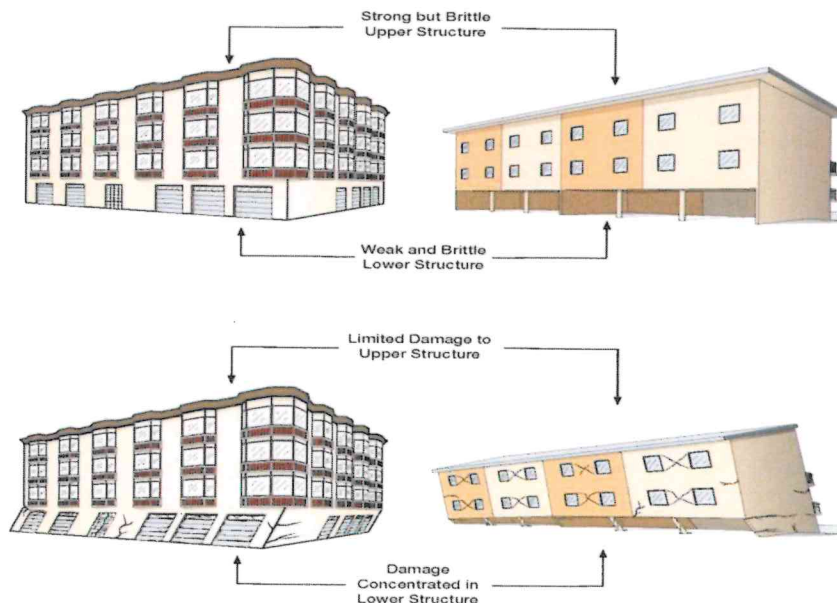 Strong but Brittle
Upper Structure
Weak and Brittle
Lower Structure
Limited Damage to
Upper Structure
Damage
Concentrated in
Lower Structure